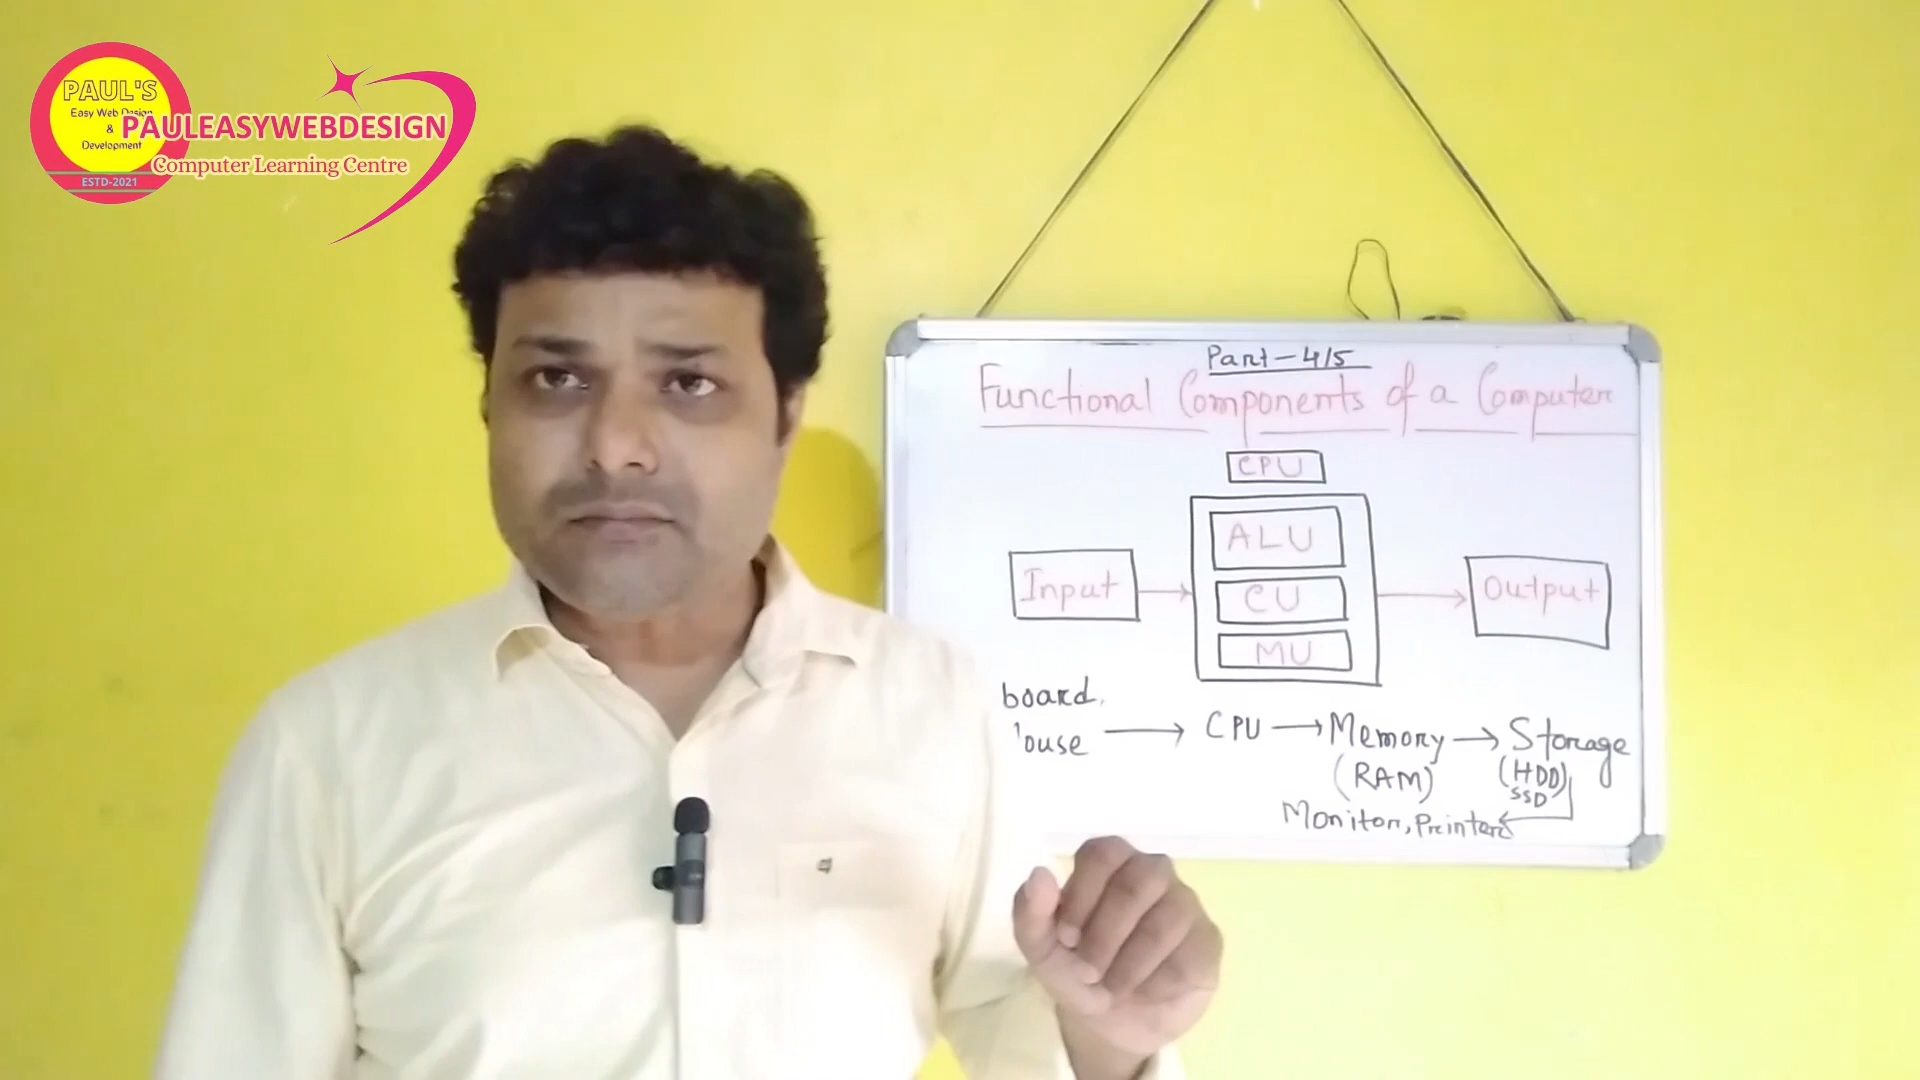 PAUL'S
Easy Web Design
&
Development
ESTD-2021
PAULEASYWEBDESIGN
Computer Learning Centre
Part-4/5
Functional Components of a Computer
CPU
ALU
Input
CU
Output
MU
board,
ouse
CPU
Memory
Storage
(RAM)
(HDD)
SSD
Monitor, Printer